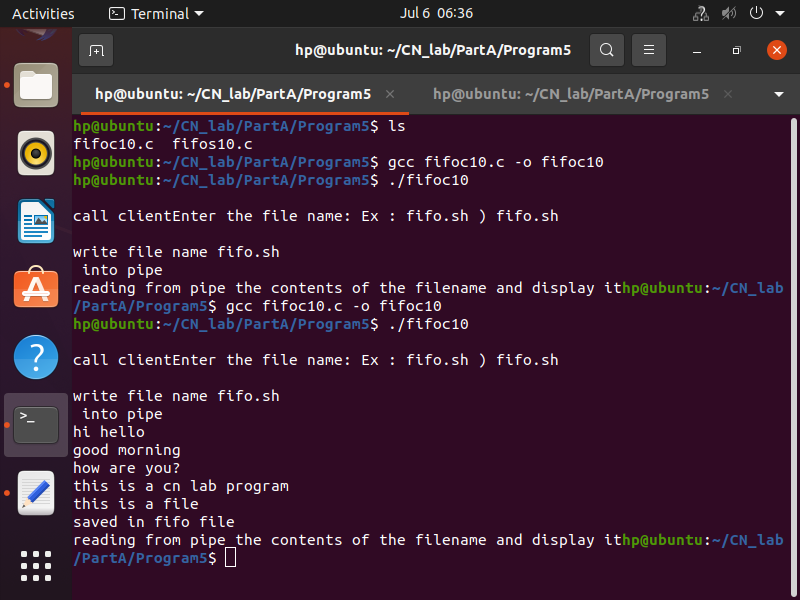 Activities
Terminal
Jul 6 06:36
hp@ubuntu: ~/CN_lab/PartA/Program5
hp@ubuntu: ~/CN_lab/PartA/Program5
hp@ubuntu: ~/CN_lab/PartA/Program5
hp@ubuntu:~/CN_lab/PartA/Program5$ ls
fifoc10.c  fifos10.c
hp@ubuntu:~/CN_lab/PartA/Program5$ gcc fifoc10.c -o fifoc10
hp@ubuntu:~/CN_lab/PartA/Program5$ ./fifoc10
call clientEnter the file name: Ex : fifo.sh ) fifo.sh
write file name fifo.sh
 into pipe
reading from pipe the contents of the filename and display ithp@ubuntu:~/CN_lab
/PartA/Program5$ gcc fifoc10.c -o fifoc10
hp@ubuntu:~/CN_lab/PartA/Program5$ ./fifoc10
call clientEnter the file name: Ex : fifo.sh ) fifo.sh
write file name fifo.sh
 into pipe
hi hello
good morning
how are you?
this is a cn lab program
this is a file
saved in fifo file
reading from pipe the contents of the filename and display ithp@ubuntu:~/CN_lab
/PartA/Program5$